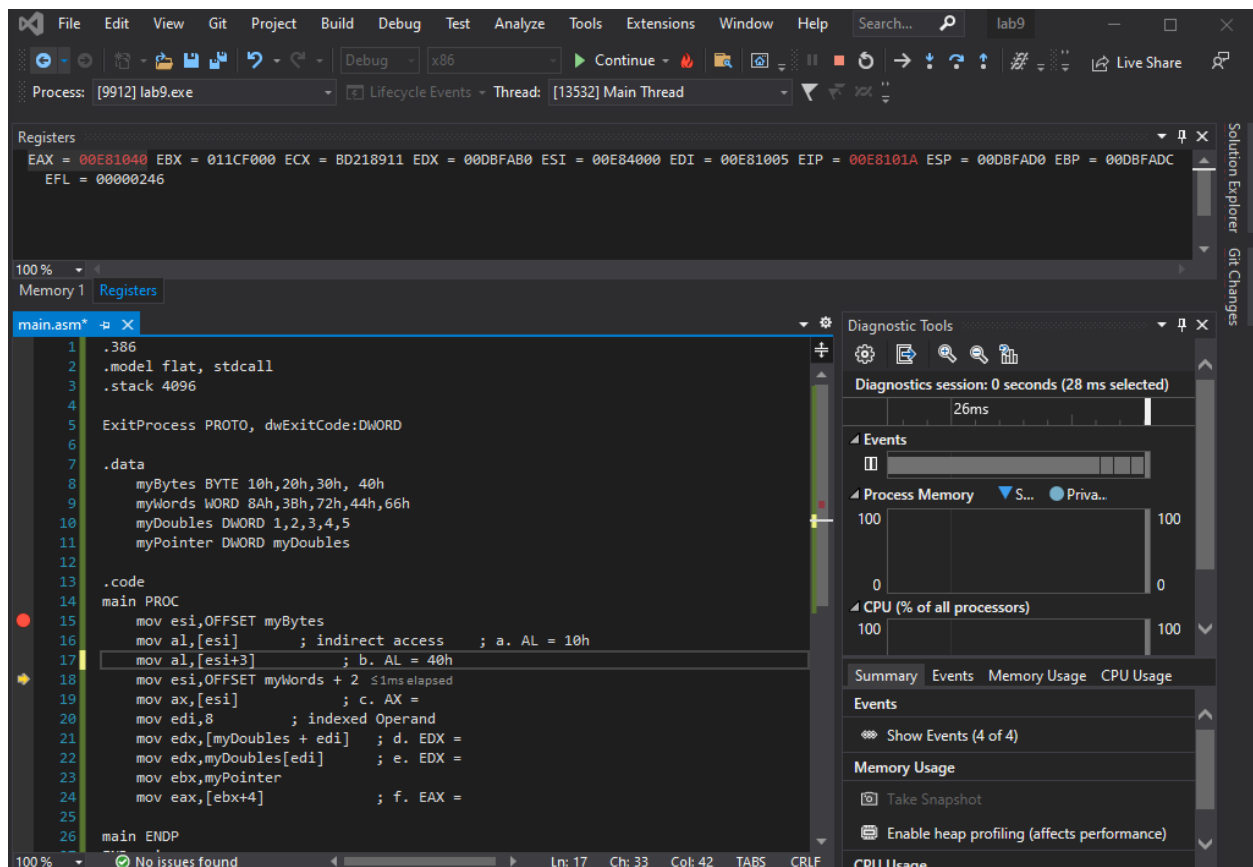 File Edit View Git Project Build Debug Test Analyze Tools Extensions Window Help Search... lab9
Debug x86 Continue Live Share
Process: [9912] lab9.exe Lifecycle Events Thread: [13532] Main Thread
Registers
EAX = 00E81040 EBX = 011CF000 ECX = BD218911 EDX = 00DBFAB0 ESI = 00E84000 EDI = 00E81005 EIP = 00E8101A ESP = 00DBFAD0 EBP = 00DBFADC
EFL = 00000246
100 %
Memory 1 Registers
Solution Explorer
Git Changes
main.asm*
1 .386
2 .model flat, stdcall
3 .stack 4096
4
5 ExitProcess PROTO, dwExitCode:DWORD
6
7 .data
8 myBytes BYTE 10h,20h,30h, 40h
9 myWords WORD 8Ah,3Bh,72h,44h,66h
10 myDoubles DWORD 1,2,3,4,5
11 myPointer DWORD myDoubles
12
13 .code
14 main PROC
15 mov esi,OFFSET myBytes
16 mov al,[esi] ; indirect access ; a. AL = 10h
17 mov al,[esi+3] ; b. AL = 40h
18 mov esi,OFFSET myWords + 2 ≤1ms elapsed
19 mov ax,[esi] ; c. AX =
20 mov edi,8 ; indexed Operand
21 mov edx,[myDoubles + edi] ; d. EDX =
22 mov edx,myDoubles[edi] ; e. EDX =
23 mov ebx,myPointer
24 mov eax,[ebx+4] ; f. EAX =
25
26 main ENDP
100 % No issues found Ln: 17 Ch: 33 Col: 42 TABS CRLF
Diagnostic Tools
Diagnostics session: 0 seconds (28 ms selected)
26ms
Events
Process Memory S... Priva...
100 100
0 0
CPU (% of all processors)
100 100
Summary Events Memory Usage CPU Usage
Events
Show Events (4 of 4)
Memory Usage
Take Snapshot
Enable heap profiling (affects performance)
CPU Usage